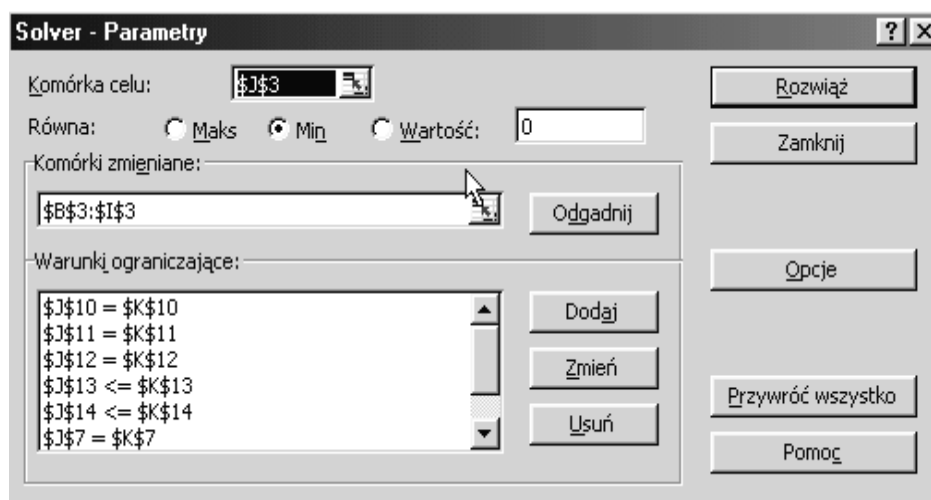 Solver - Parametry
Komórka celu: $J$3 Rozwiąż
Równa: Maks Min Wartość: 0 Zamknij
Komórki zmieniane:
$B$3:$I$3 Odgadnij
Warunki ograniczające: Opcje
$J$10 = $K$10 Dodaj
$J$11 = $K$11
$J$12 = $K$12 Zmień
$J$13 <= $K$13 Przywróć wszystko
$J$14 <= $K$14 Usuń
$J$7 = $K$7 Pomoc